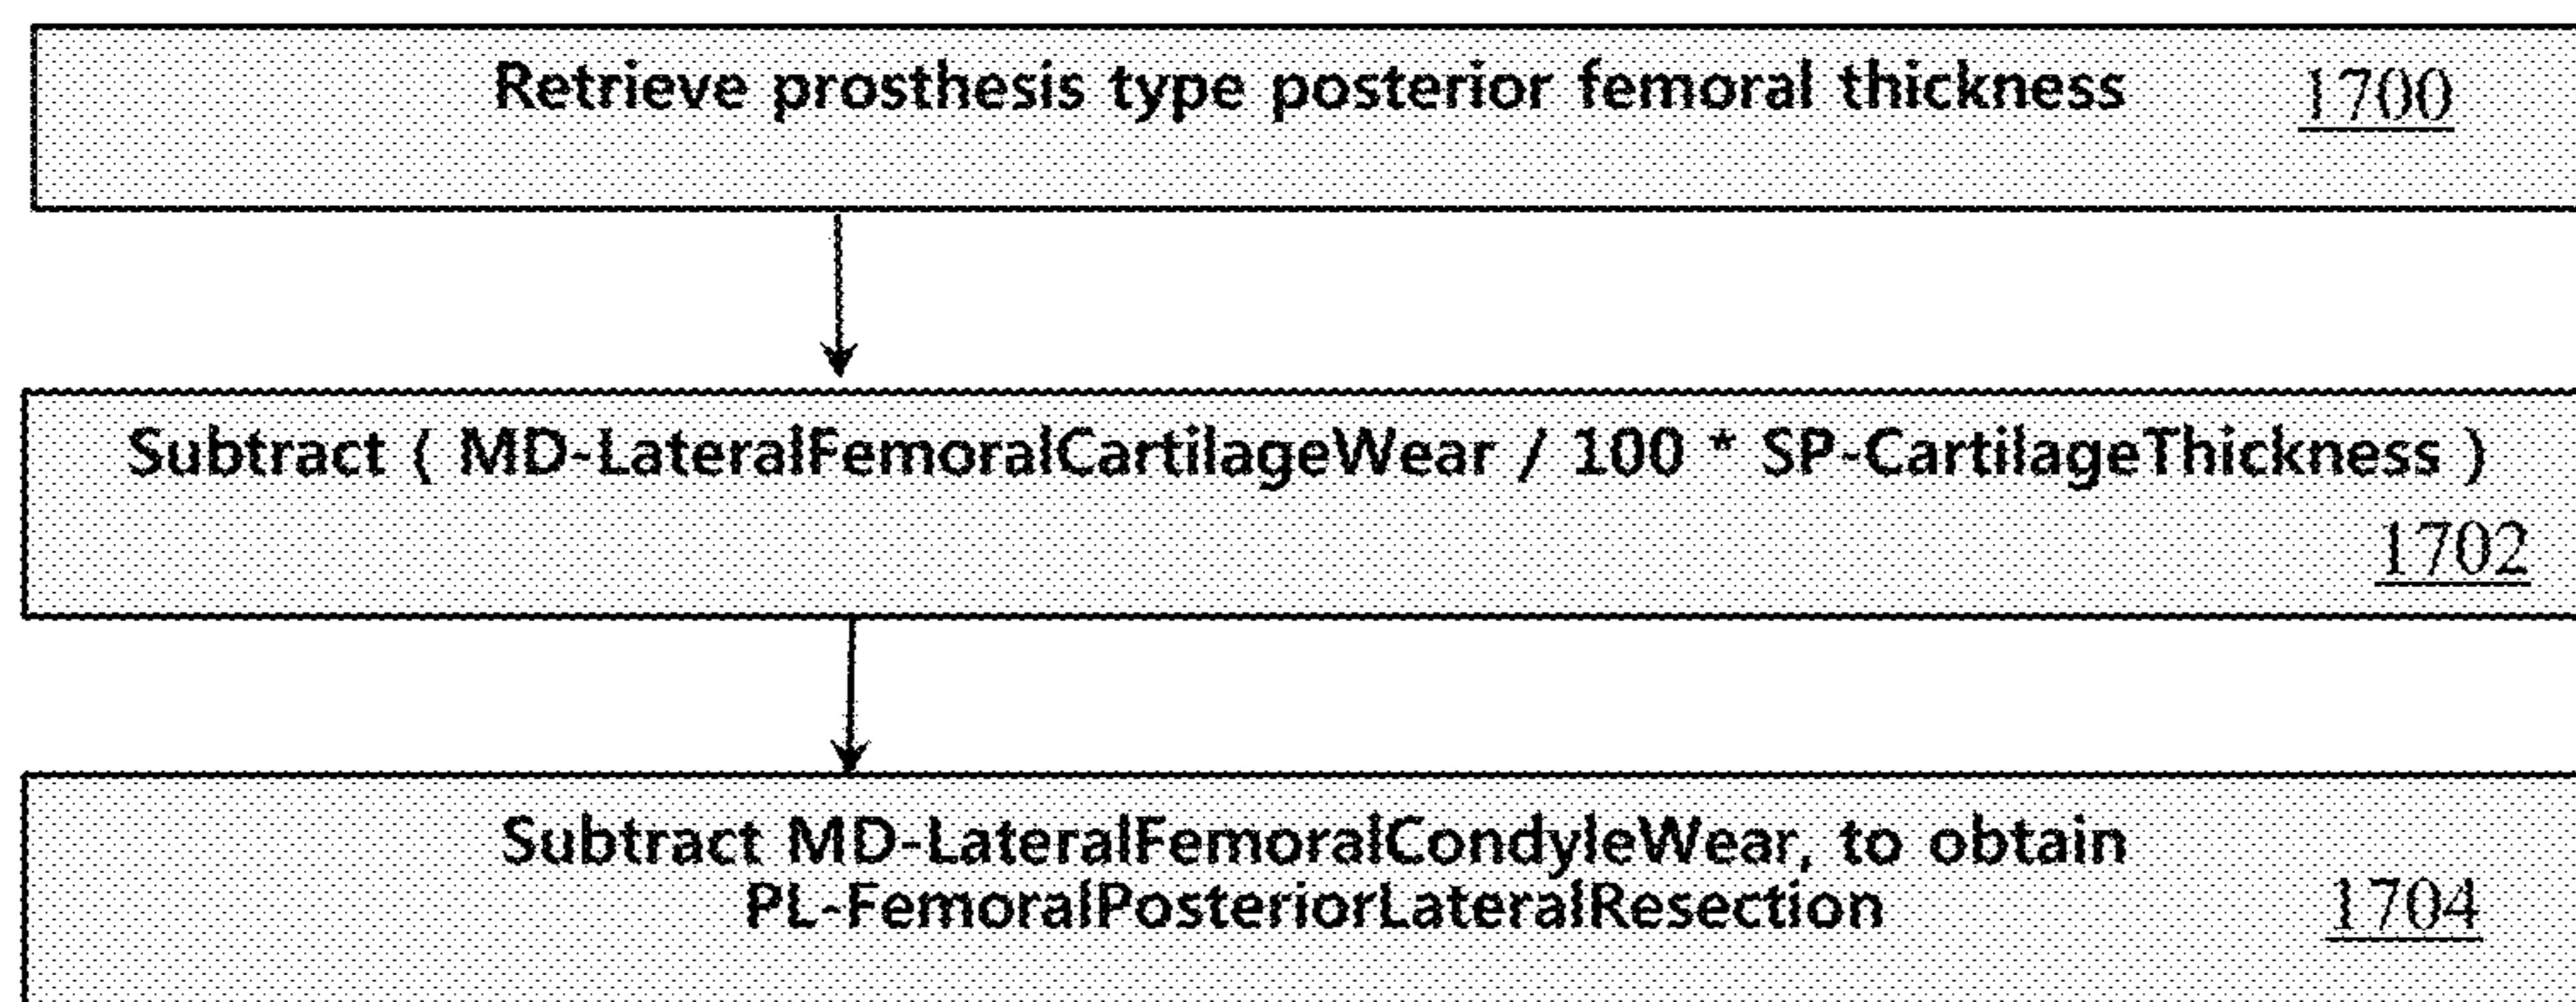 Retrieve prosthesis type posterior femoral thickness 1700
Subtract ( MD-LateralFemoralCartilageWear / 100 * SP-CartilageThickness )
1702
Subtract MD-LateralFemoralCondyleWear, to obtain
PL-FemoralPosteriorLateralResection 1704